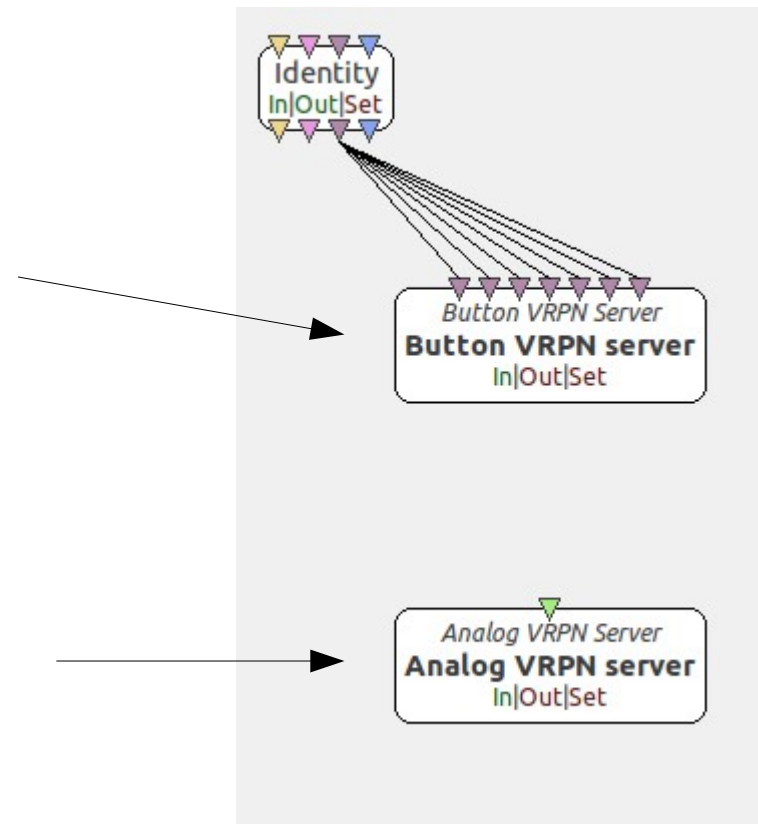 Identity
In|Out|Set
Button VRPN Server
Button VRPN server
In|Out|Set
Analog VRPN Server
Analog VRPN server
In|Out|Set